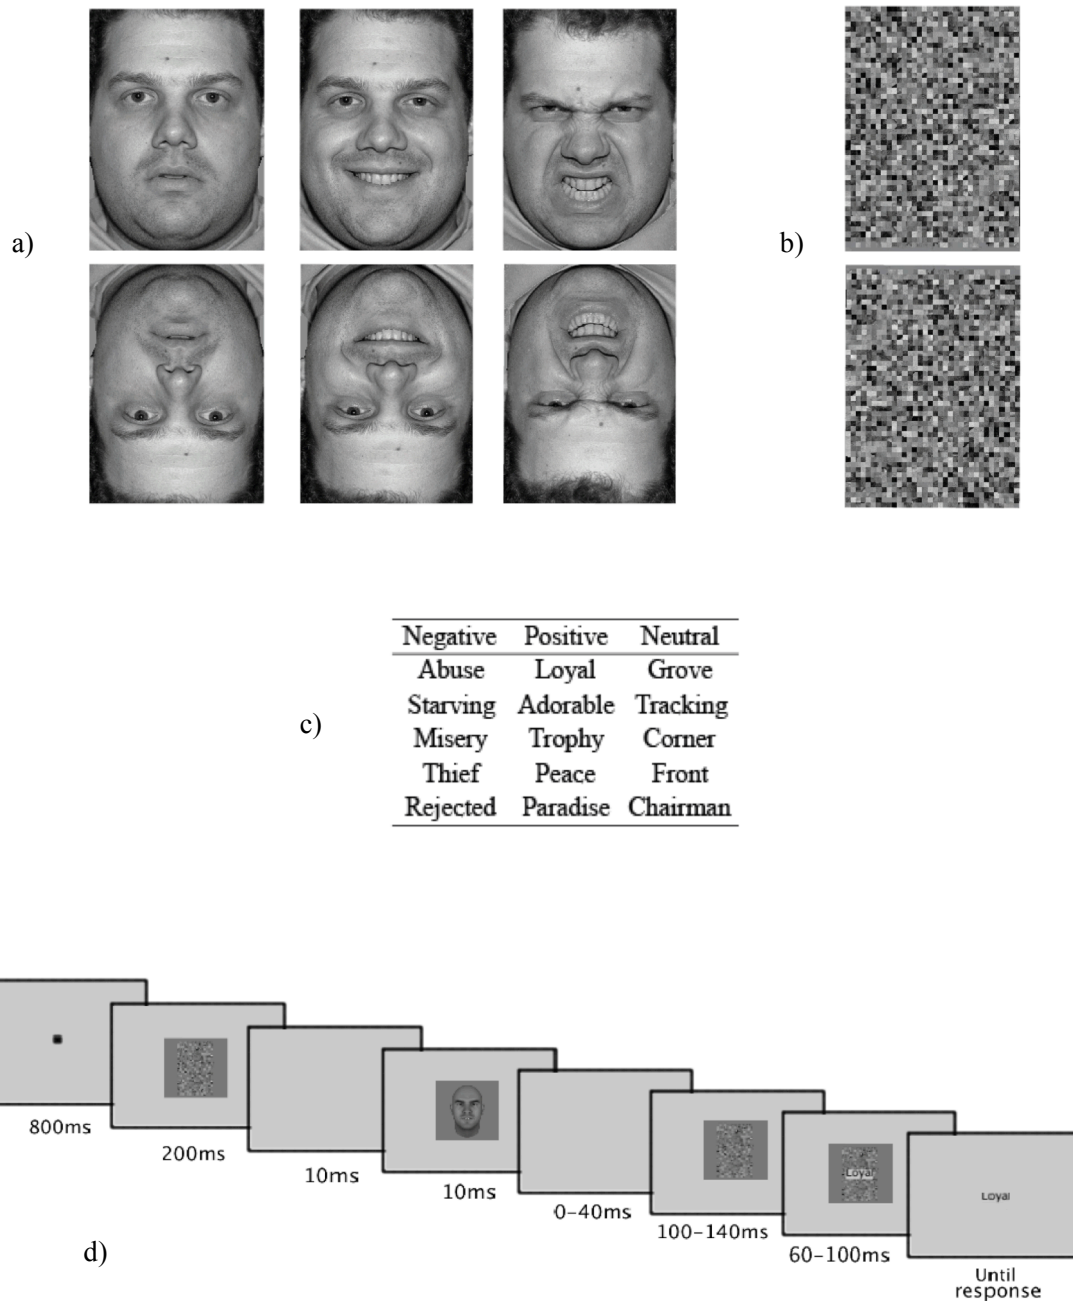 a)
b)
c)
Negative Positive Neutral
Abuse Loyal Grove
Starving Adorable Tracking
Misery Trophy Corner
Thief Peace Front
Rejected Paradise Chairman
d)
800ms
200ms
10ms
10ms
0-40ms
100-140ms
Loyal
60-100ms
Loyal
Until
response